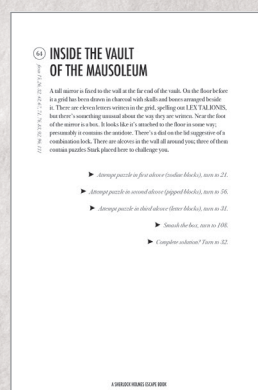 64
INSIDE THE VAULT
OF THE MAUSOLEUM
A tall mirror is fixed to the wall at the far end of the vault. On the floor before
it a grid has been drawn in charcoal with skulls and bones arranged beside
it. There are eleven letters written in the grid, spelling out LEX TALIONIS,
but there's something unusual about the way they are written. Near the foot
of the mirror is a box. It looks like it's attached to the floor in some way;
presumably it contains the antidote. There's a dial on the lid suggestive of a
combination lock. There are alcoves in the wall all around you; three of them
contain puzzles Stark placed here to challenge you.
➤ Attempt puzzle in first alcove (zodiac blocks), turn to 21.
➤ Attempt puzzle in second alcove (pipped blocks), turn to 56.
➤ Attempt puzzle in third alcove (letter blocks), turn to 31.
➤ Smash the box, turn to 108.
➤ Complete solution? Turn to 32.
A SHERLOCK HOLMES ESCAPE BOOK